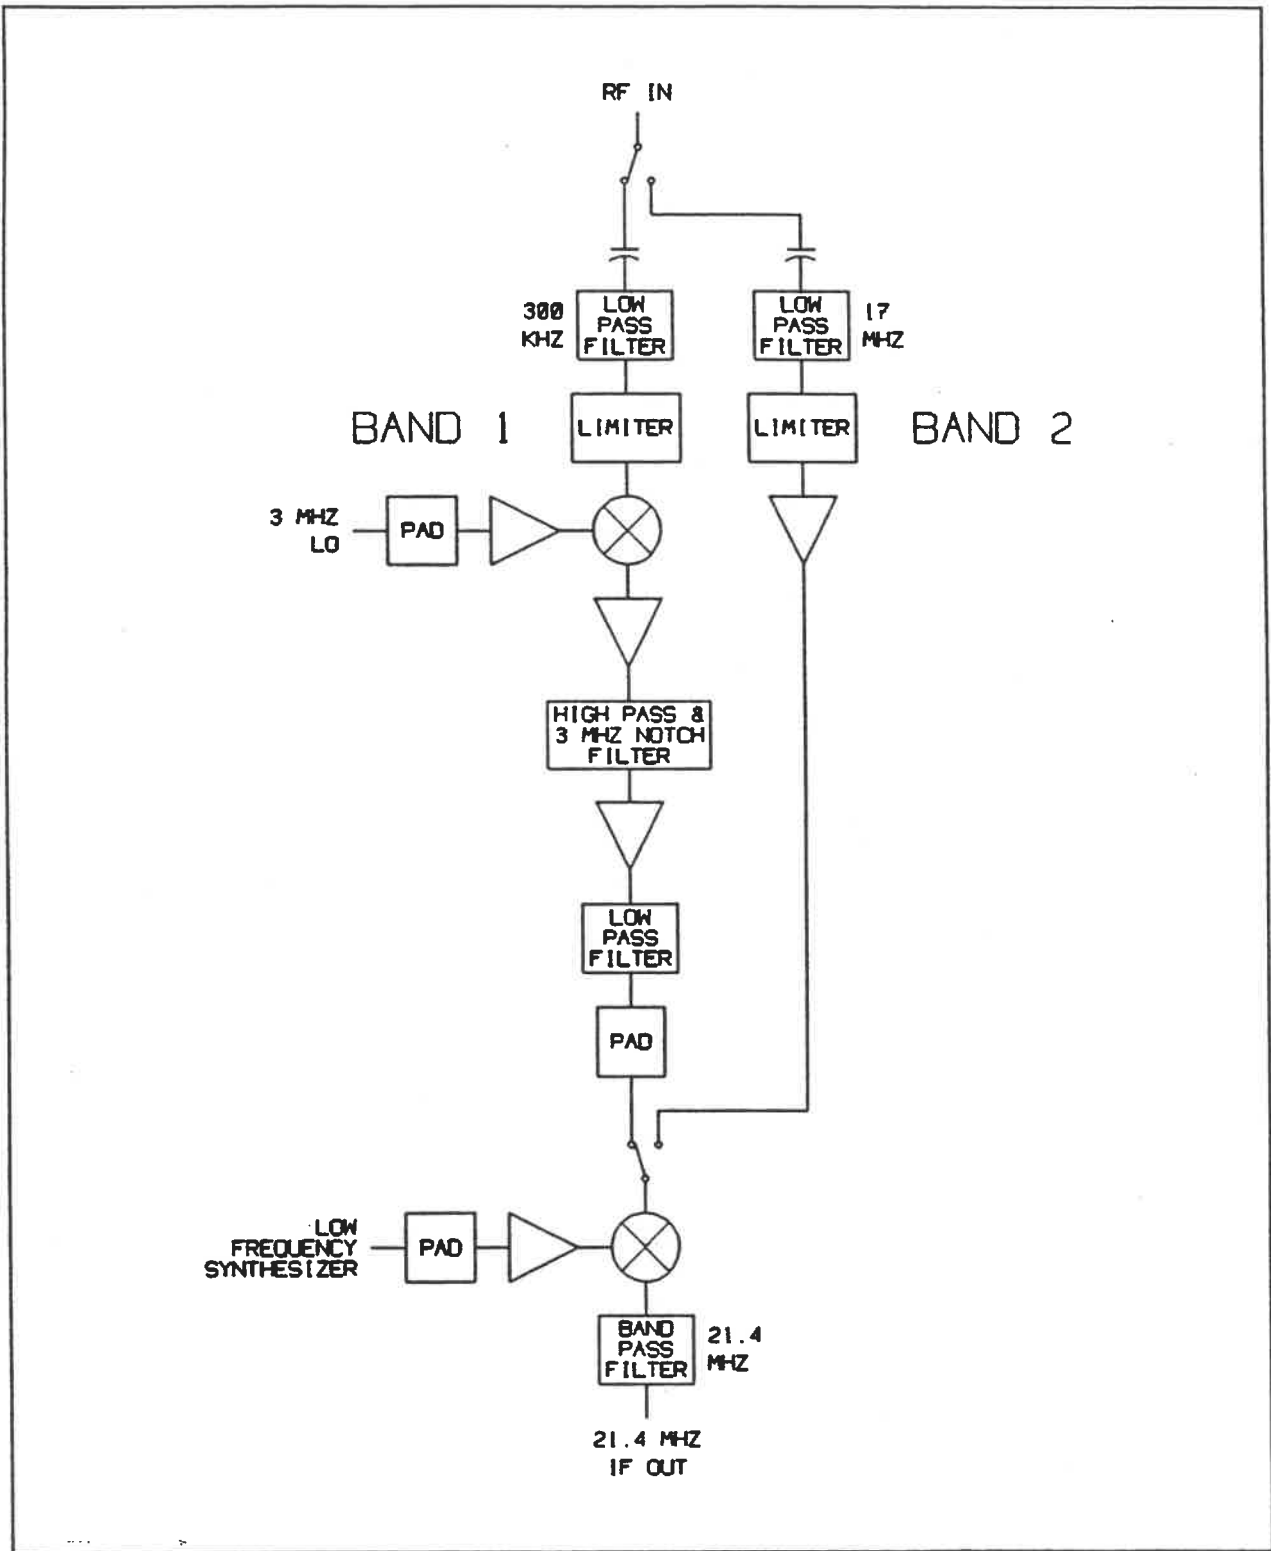 RF IN
300
KHZ
LOW
PASS
FILTER
LOW
PASS
FILTER
17
MHZ
BAND 1
LIMITER
LIMITER
BAND 2
3 MHZ
LO
PAD
HIGH PASS &
3 MHZ NOTCH
FILTER
LOW
PASS
FILTER
PAD
LOW
FREQUENCY
SYNTHESIZER
PAD
BAND
PASS
FILTER
21.4
MHZ
21.4 MHZ
IF OUT